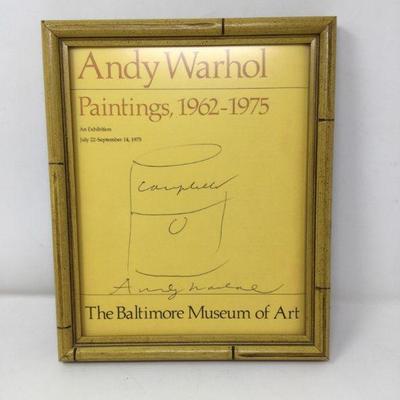 Andy Warhol
Paintings, 1962-1975
An Exhibition
July 22-September 14, 1975
Campbells
Andy Warhol
The Baltimore Museum of Art